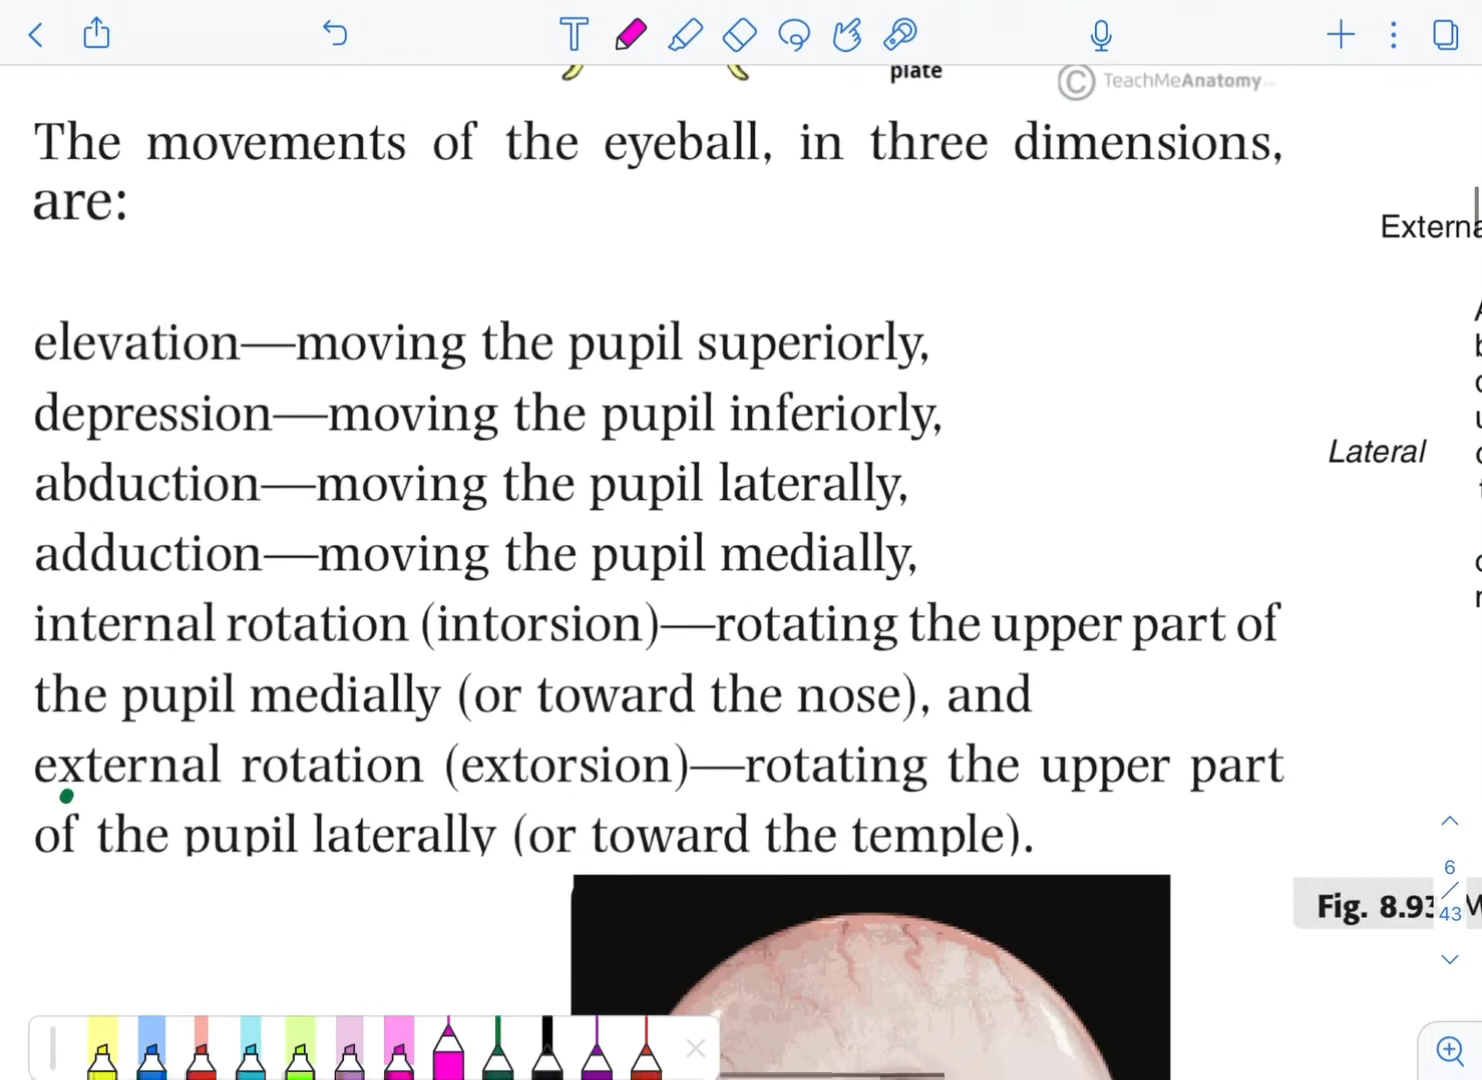 plate
© TeachMeAnatomy
The movements of the eyeball, in three dimensions,
are:
elevation—moving the pupil superiorly,
depression—moving the pupil inferiorly,
abduction—moving the pupil laterally,
adduction—moving the pupil medially,
internal rotation (intorsion)—rotating the upper part of
the pupil medially (or toward the nose), and
external rotation (extorsion)—rotating the upper part
of the pupil laterally (or toward the temple).
Lateral
Fig. 8.93
6
/
43